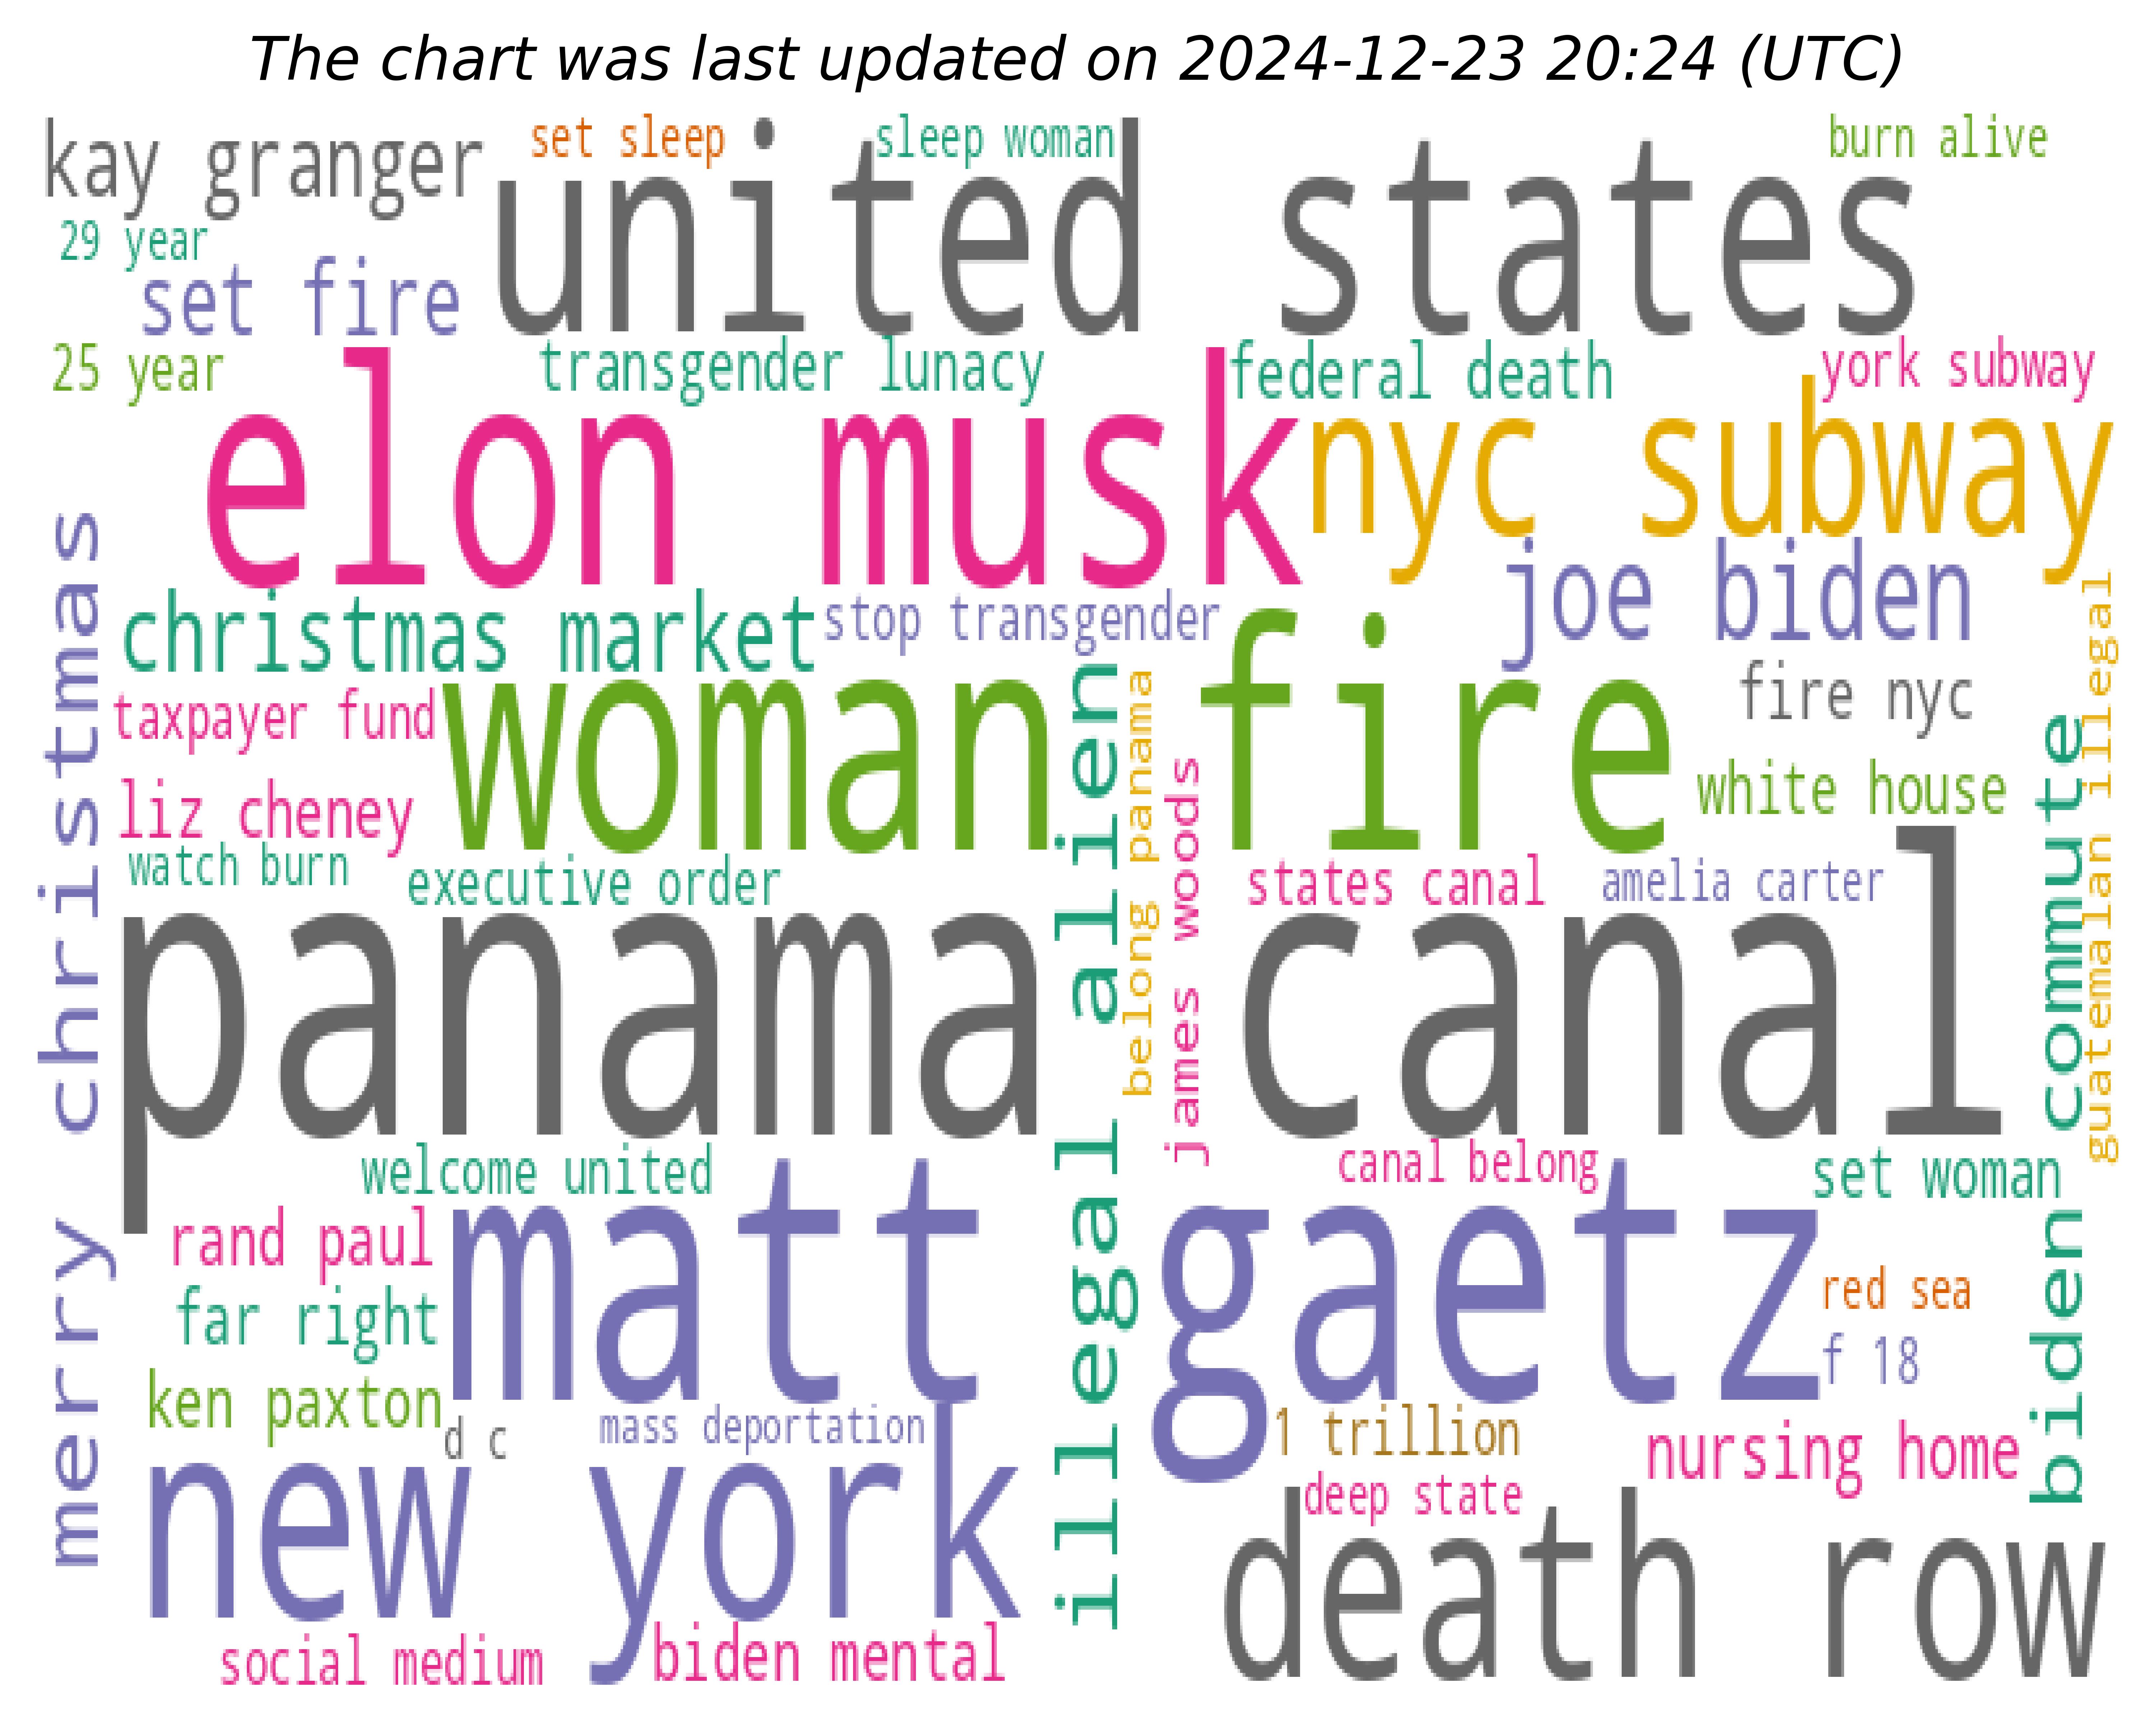 The chart was last updated on 2024-12-23 20:24 (UTC)
kay granger
set sleep
sleep woman
burn alive
united states
29 year
set fire
25 year
transgender lunacy
federal death
york subway
elon musk
nyc subway
merry christmas
christmas market
stop transgender
joe biden
guatemalan illegal
woman fire
fire nyc
taxpayer fund
illegal alien
belong panama
james woods
biden commute
liz cheney
white house
watch burn
executive order
states canal
amelia carter
panama canal
welcome united
canal belong
set woman
rand paul
matt gaetz
far right
red sea
f 18
ken paxton
d c
mass deportation
1 trillion
nursing home
new york
deep state
death row
social medium
biden mental